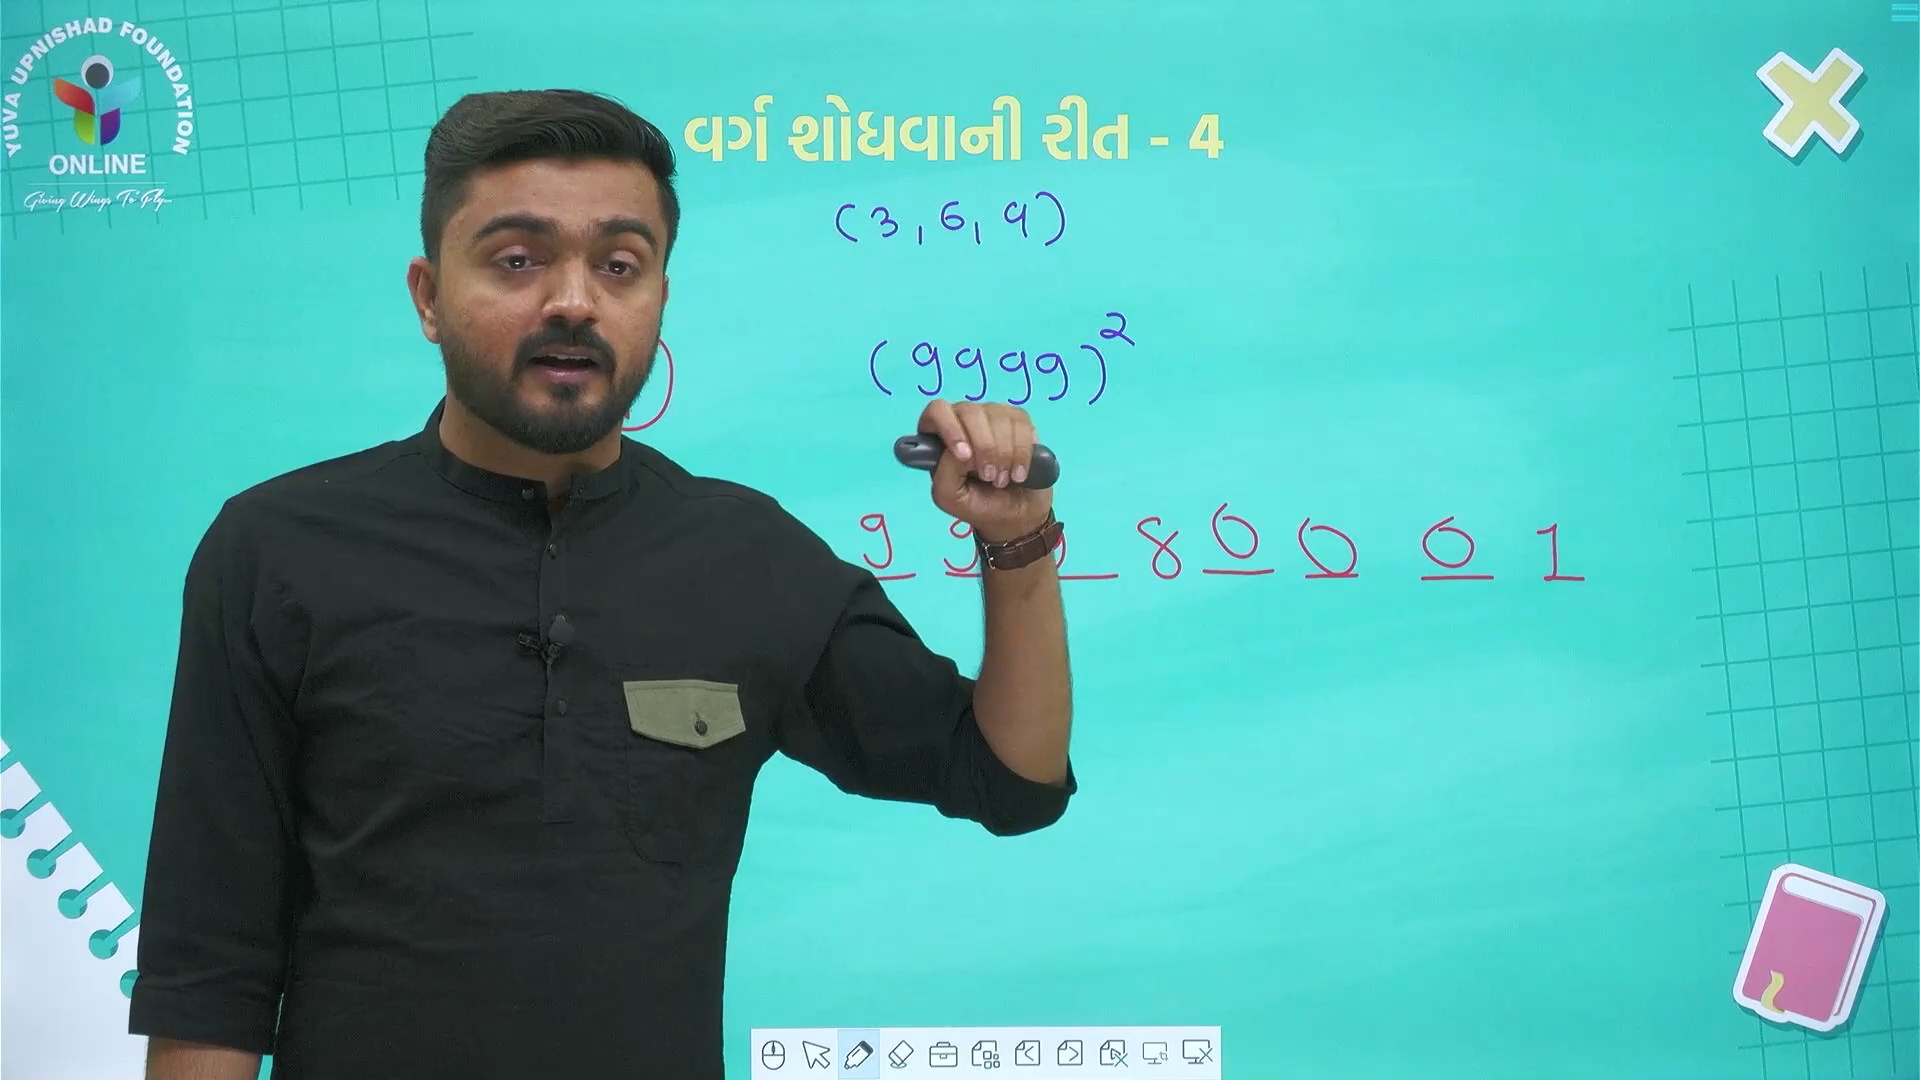 YUVA UPNISHAD FOUNDATION
ONLINE
Giving Wings To Fly...
વર્ગ શોધવાની રીત - 4
(3, 6, 9)
(9999)²
9 9 9 8 0 0 0 1